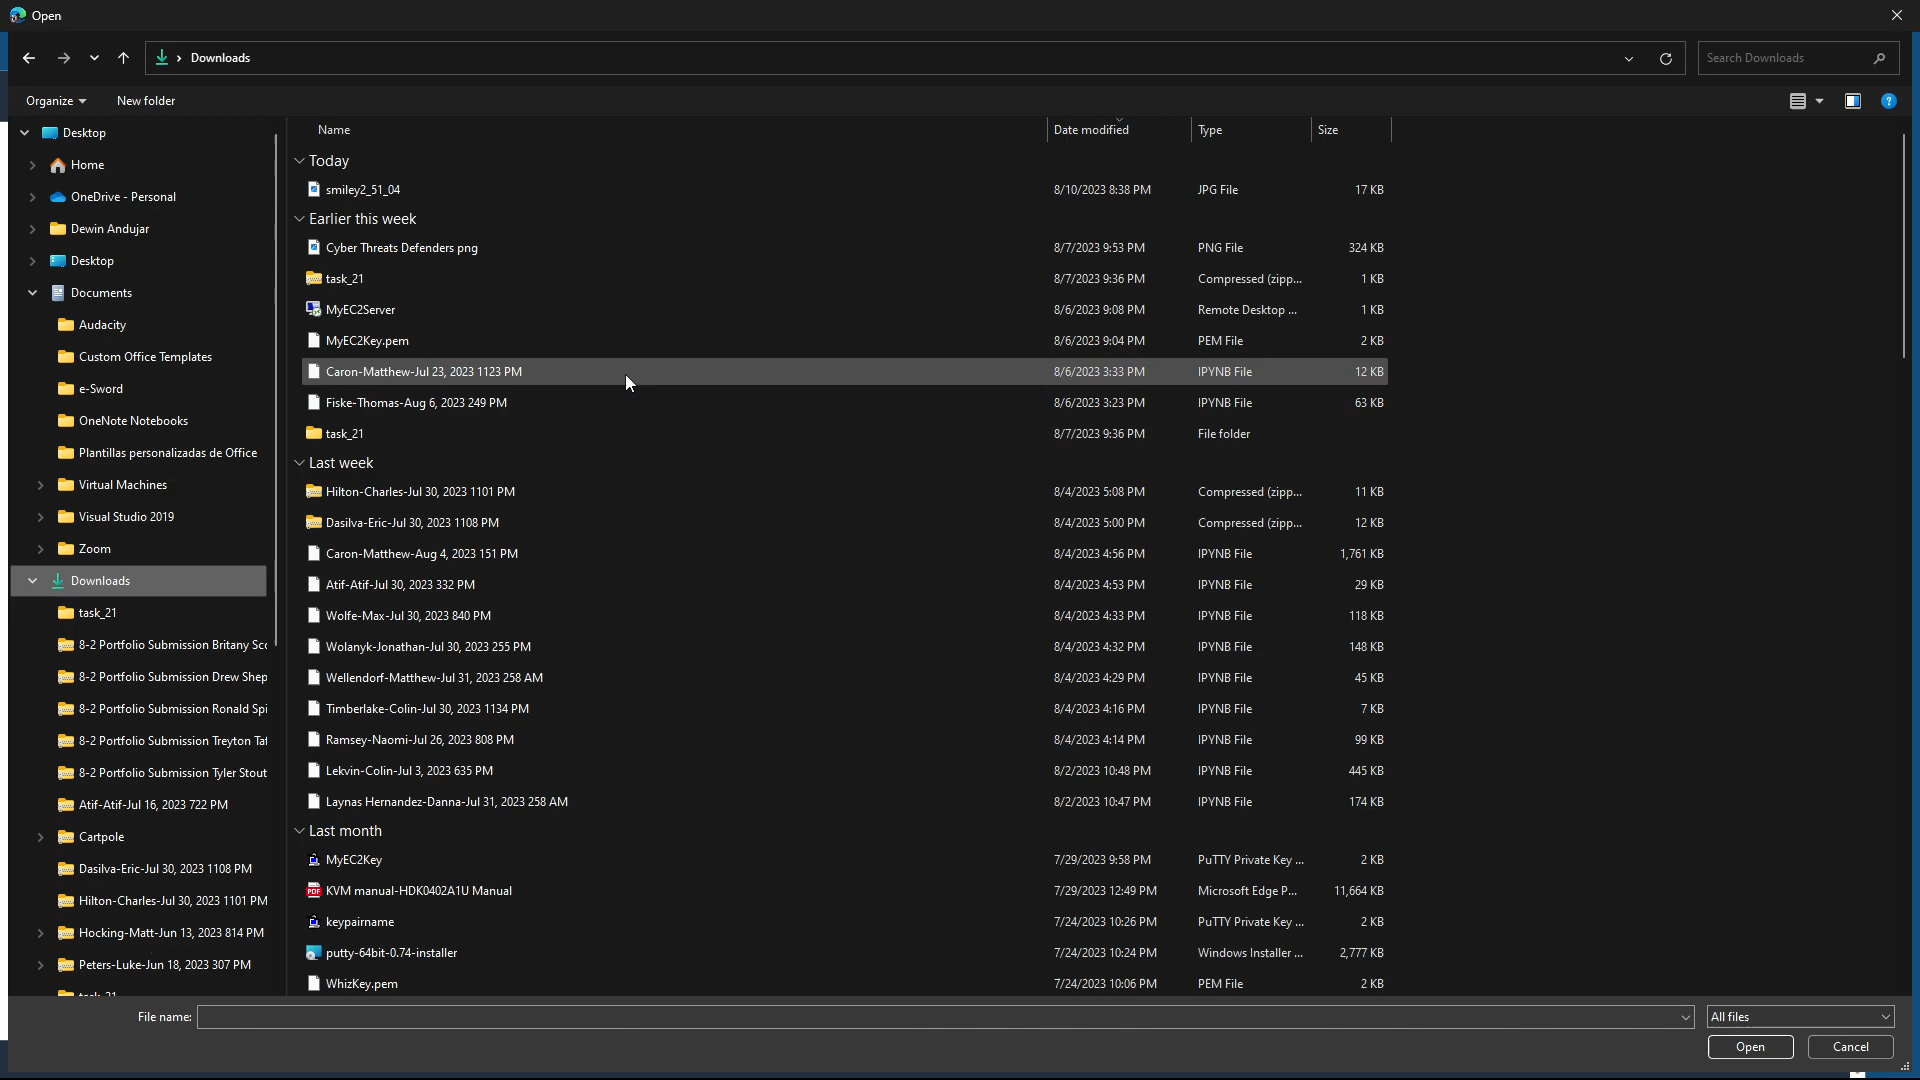 Open
Downloads
Search Downloads
Organize
New folder
Desktop
Home
OneDrive - Personal
Dewin Andujar
Desktop
Documents
Audacity
Custom Office Templates
e-Sword
OneNote Notebooks
Plantillas personalizadas de Office
Virtual Machines
Visual Studio 2019
Zoom
Downloads
task_21
8-2 Portfolio Submission Britany Sc
8-2 Portfolio Submission Drew Shep
8-2 Portfolio Submission Ronald Spi
8-2 Portfolio Submission Treyton Ta
8-2 Portfolio Submission Tyler Stout
Atif-Atif-Jul 16, 2023 722 PM
Cartpole
Dasilva-Eric-Jul 30, 2023 1108 PM
Hilton-Charles-Jul 30, 2023 1101 PM
Hocking-Matt-Jun 13, 2023 814 PM
Peters-Luke-Jun 18, 2023 307 PM
Name Date modified Type Size
Today
smiley2_51_04 8/10/2023 8:38 PM JPG File 17 KB
Earlier this week
Cyber Threats Defenders png 8/7/2023 9:53 PM PNG File 324 KB
task_21 8/7/2023 9:36 PM Compressed (zipp... 1 KB
MyEC2Server 8/6/2023 9:08 PM Remote Desktop ... 1 KB
MyEC2Key.pem 8/6/2023 9:04 PM PEM File 2 KB
Caron-Matthew-Jul 23, 2023 1123 PM 8/6/2023 3:33 PM IPYNB File 12 KB
Fiske-Thomas-Aug 6, 2023 249 PM 8/6/2023 3:23 PM IPYNB File 63 KB
task_21 8/7/2023 9:36 PM File folder
Last week
Hilton-Charles-Jul 30, 2023 1101 PM 8/4/2023 5:08 PM Compressed (zipp... 11 KB
Dasilva-Eric-Jul 30, 2023 1108 PM 8/4/2023 5:00 PM Compressed (zipp... 12 KB
Caron-Matthew-Aug 4, 2023 151 PM 8/4/2023 4:56 PM IPYNB File 1,761 KB
Atif-Atif-Jul 30, 2023 332 PM 8/4/2023 4:53 PM IPYNB File 29 KB
Wolfe-Max-Jul 30, 2023 840 PM 8/4/2023 4:33 PM IPYNB File 118 KB
Wolanyk-Jonathan-Jul 30, 2023 255 PM 8/4/2023 4:32 PM IPYNB File 148 KB
Wellendorf-Matthew-Jul 31, 2023 258 AM 8/4/2023 4:29 PM IPYNB File 45 KB
Timberlake-Colin-Jul 30, 2023 1134 PM 8/4/2023 4:16 PM IPYNB File 7 KB
Ramsey-Naomi-Jul 26, 2023 808 PM 8/4/2023 4:14 PM IPYNB File 99 KB
Lekvin-Colin-Jul 3, 2023 635 PM 8/2/2023 10:48 PM IPYNB File 445 KB
Laynas Hernandez-Danna-Jul 31, 2023 258 AM 8/2/2023 10:47 PM IPYNB File 174 KB
Last month
MyEC2Key 7/29/2023 9:58 PM PuTTY Private Key ... 2 KB
KVM manual-HDK0402A1U Manual 7/29/2023 12:49 PM Microsoft Edge P... 11,664 KB
keypairname 7/24/2023 10:26 PM PuTTY Private Key ... 2 KB
putty-64bit-0.74-installer 7/24/2023 10:24 PM Windows Installer ... 2,777 KB
WhizKey.pem 7/24/2023 10:06 PM PEM File 2 KB
File name:
All files
Open
Cancel